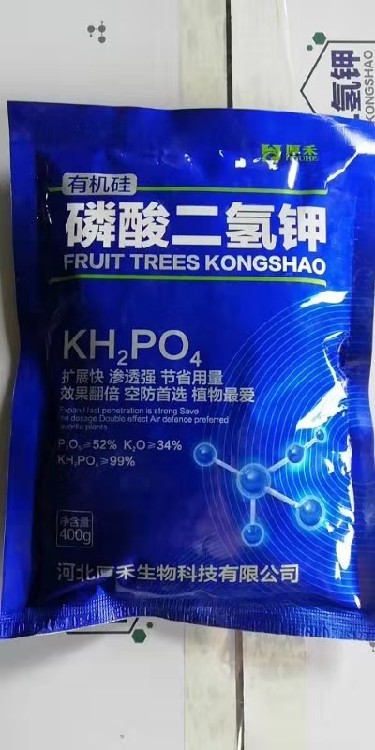 氢钾
KONGSHAO
厚禾
有机硅
磷酸二氢钾
FRUIT TREES KONGSHAO
KH₂PO₄
扩展快 渗透强 节省用量
效果翻倍 空防首选 植物最爱
Expand fast penetration is strong Save
dosage Double effect Air defence preferred
plants
P₂O₅≥52% K₂O≥34%
KH₂PO₄≥99%
净含量
400g
河北厚禾生物科技有限公司